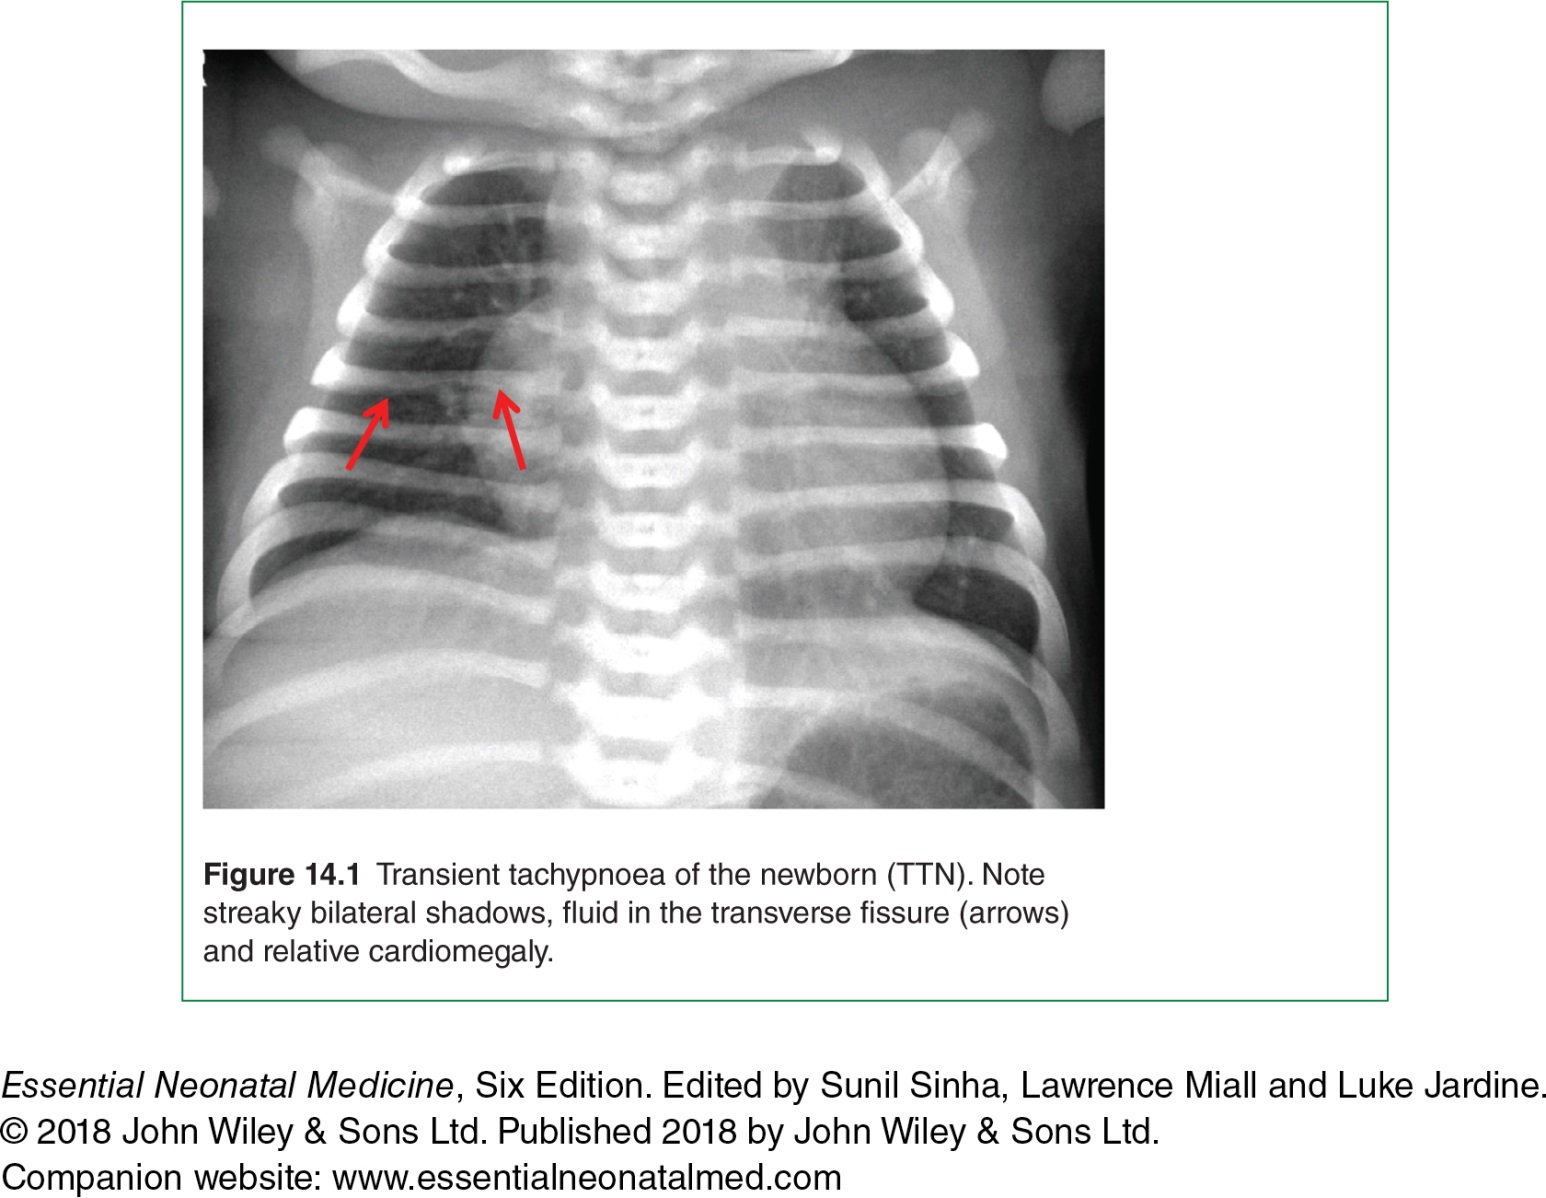 Figure 14.1 Transient tachypnoea of the newborn (TTN). Note
streaky bilateral shadows, fluid in the transverse fissure (arrows)
and relative cardiomegaly.
Essential Neonatal Medicine, Six Edition. Edited by Sunil Sinha, Lawrence Miall and Luke Jardine.
© 2018 John Wiley & Sons Ltd. Published 2018 by John Wiley & Sons Ltd.
Companion website: www.essentialneonatalmed.com